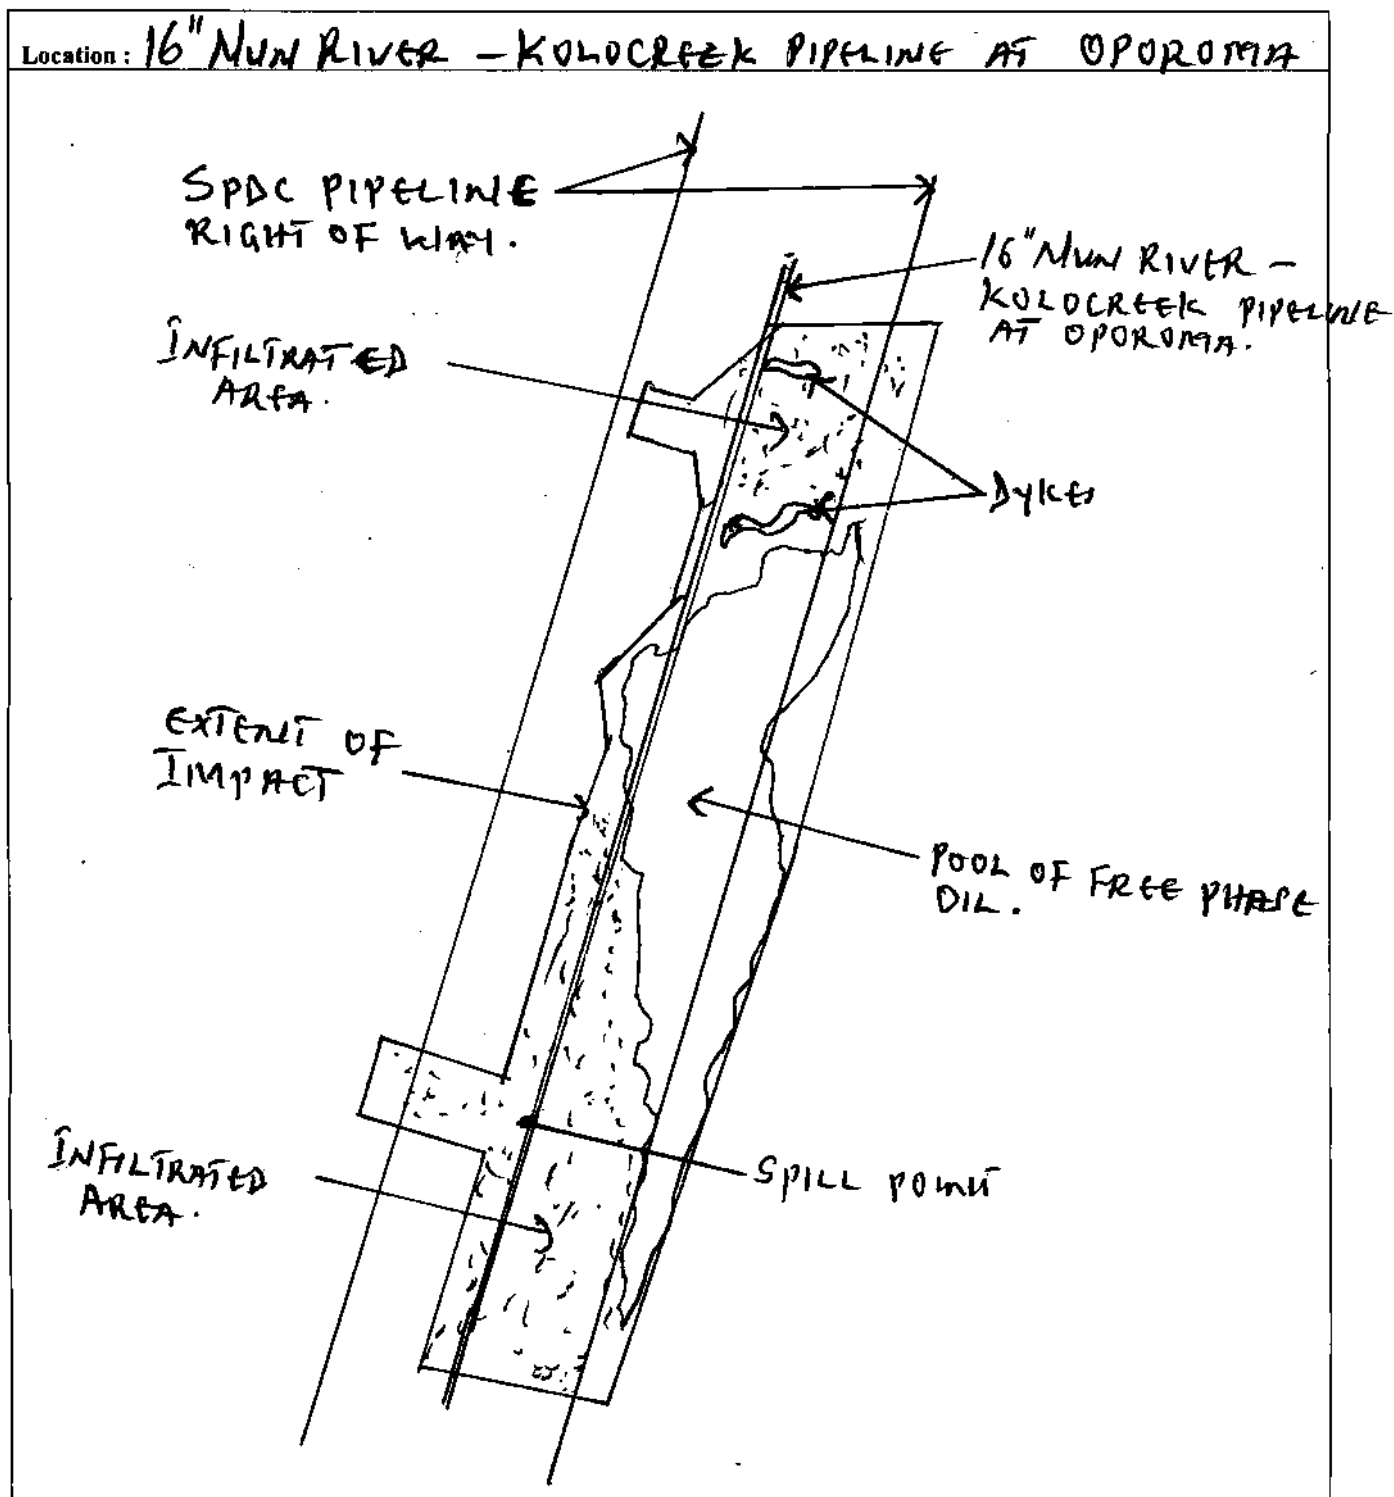 Location : 16" NUN RIVER - KOLOCREEK PIPELINE AT OPOROMA
SPDC PIPELINE
RIGHT OF WAY.
16" NUN RIVER -
KOLOCREEK PIPELINE
AT OPOROMA.
INFILTRATED
AREA.
DYKES
EXTENT OF
IMPACT
POOL OF FREE PHASE
OIL.
INFILTRATED
AREA.
SPILL POINT